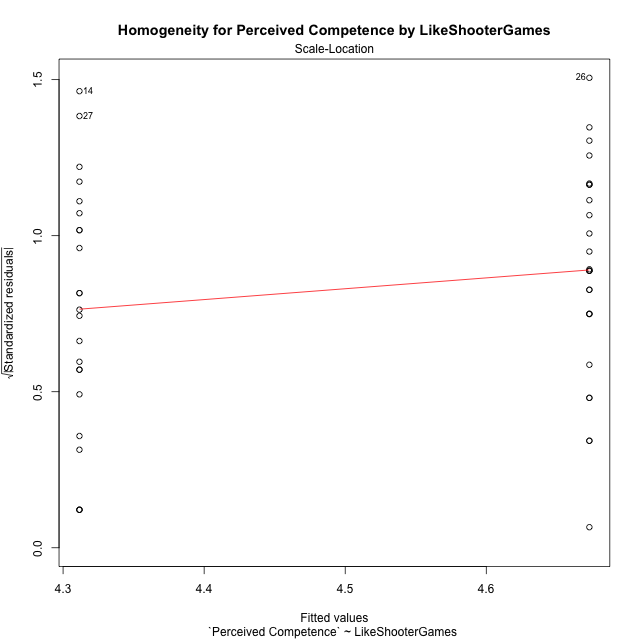 Homogeneity for Perceived Competence by LikeShooterGames
Scale-Location
26
14
27
1.5
1.0
0.5
0.0
√|Standardized residuals|
4.3 4.4 4.5 4.6
Fitted values
`Perceived Competence` ~ LikeShooterGames